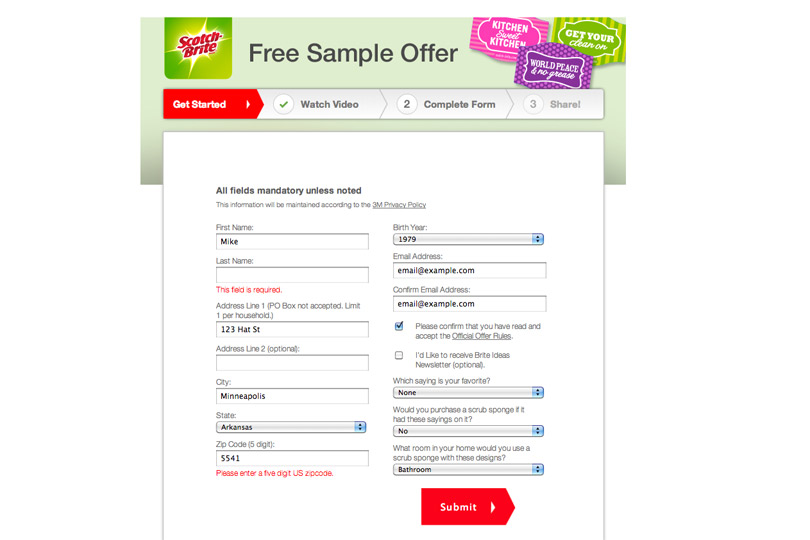 Scotch-
Brite
Free Sample Offer
KITCHEN
Sweet
KITCHEN
GET YOUR
clean on
WORLD PEACE
& no grease
Get Started
Watch Video
2 Complete Form
3 Share!
All fields mandatory unless noted
This information will be maintained according to the 3M Privacy Policy
First Name:
Mike
Last Name:
This field is required.
Address Line 1 (PO Box not accepted. Limit
1 per household.)
123 Hat St
Address Line 2 (optional):
City:
Minneapolis
State:
Arkansas
Zip Code (5 digit):
5541
Please enter a five digit US zipcode.
Birth Year:
1979
Email Address:
email@example.com
Confirm Email Address:
email@example.com
Please confirm that you have read and
accept the Official Offer Rules.
I'd Like to receive Brite Ideas
Newsletter (optional).
Which saying is your favorite?
None
Would you purchase a scrub sponge if it
had these sayings on it?
No
What room in your home would you use a
scrub sponge with these designs?
Bathroom
Submit